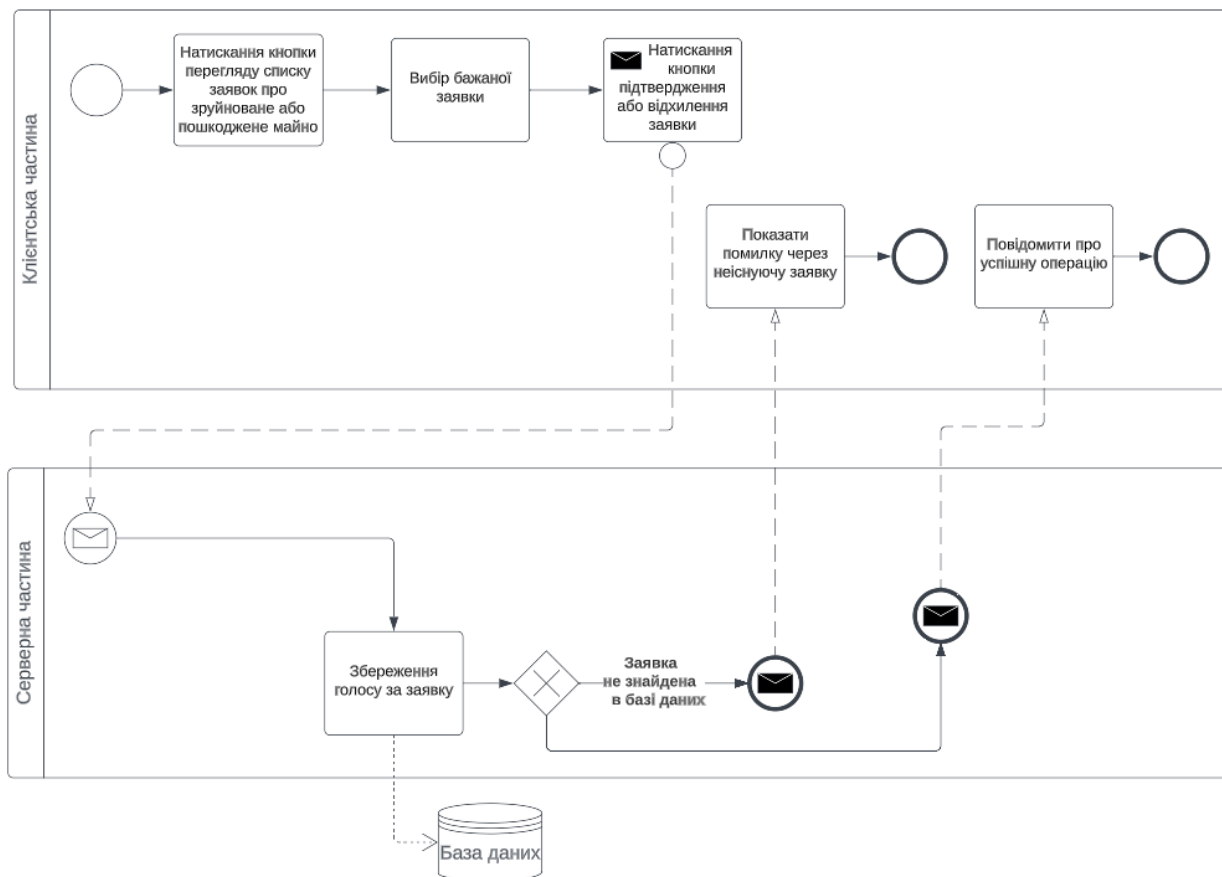 Клієнтська частина
Натискання кнопки
перегляду списку
заявок про
зруйноване або
пошкоджене майно
Вибір бажаної
заявки
Натискання
кнопки
підтвердження
або відхилення
заявки
Показати
помилку через
неіснуючу заявку
Повідомити про
успішну операцію
Серверна частина
Збереження
голосу за заявку
Заявка
не знайдена
в базі даних
База даних